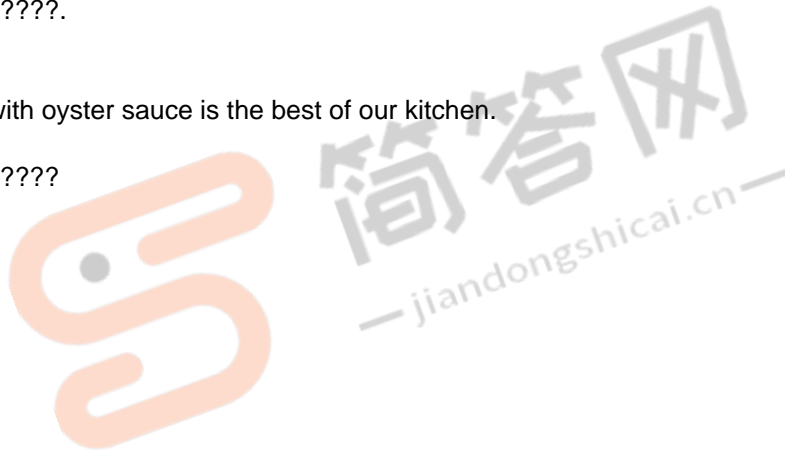 ????.
with oyster sauce is the best of our kitchen.
????
简答网
jiandongshicai.cn